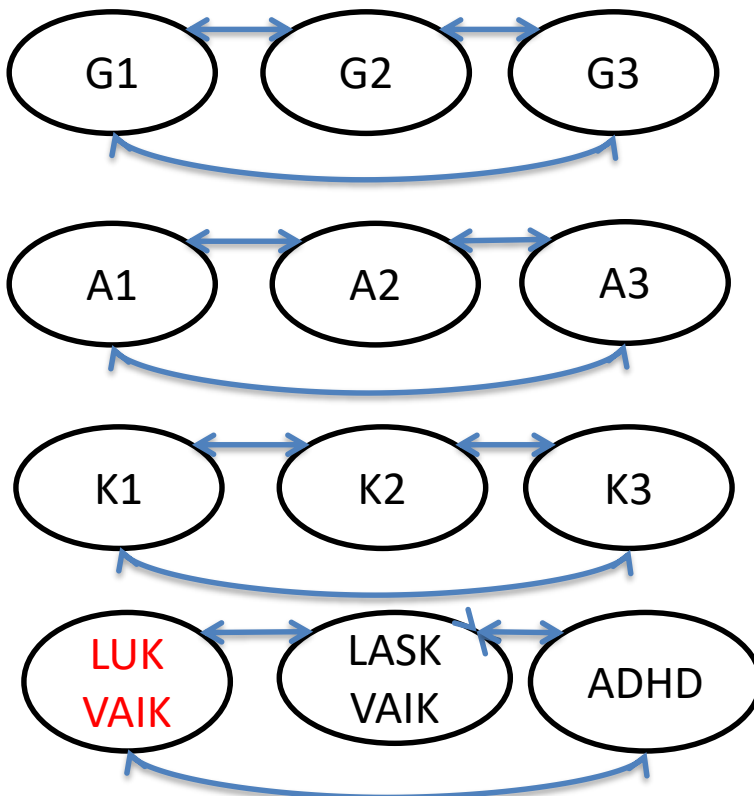 G1 G2 G3
A1 A2 A3
K1 K2 K3
LUK
VAIK
LASK
VAIK
ADHD